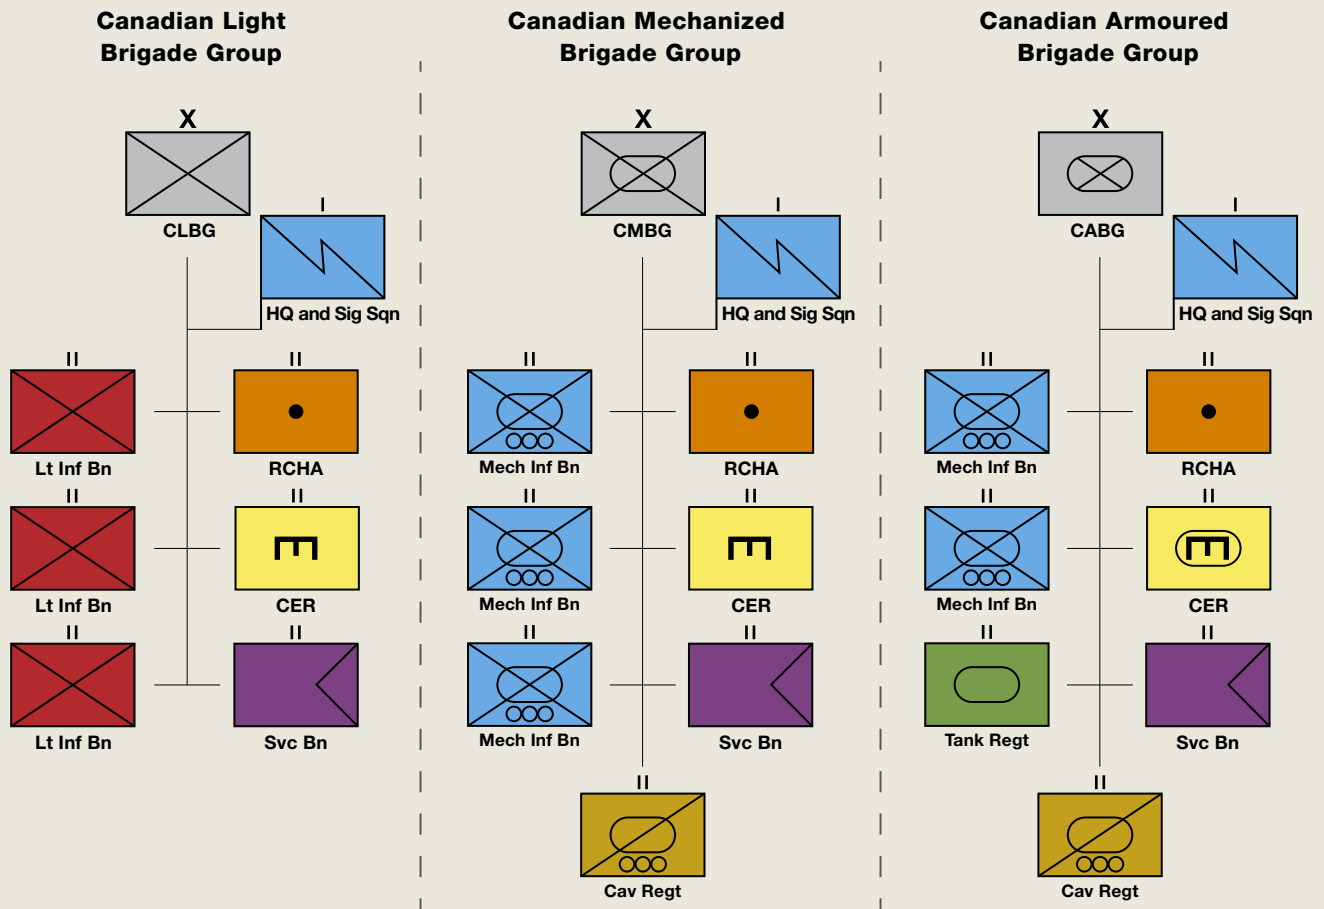 Canadian Light
Brigade Group
X
CLBG
I
HQ and Sig Sqn
II
Lt Inf Bn
II
RCHA
II
Lt Inf Bn
II
E
CER
II
Lt Inf Bn
II
Svc Bn
Canadian Mechanized
Brigade Group
X
CMBG
I
HQ and Sig Sqn
II
Mech Inf Bn
II
RCHA
II
Mech Inf Bn
II
E
CER
II
Mech Inf Bn
II
Svc Bn
II
Cav Regt
Canadian Armoured
Brigade Group
X
CABG
I
HQ and Sig Sqn
II
Mech Inf Bn
II
RCHA
II
Mech Inf Bn
II
E
CER
II
Tank Regt
II
Svc Bn
II
Cav Regt